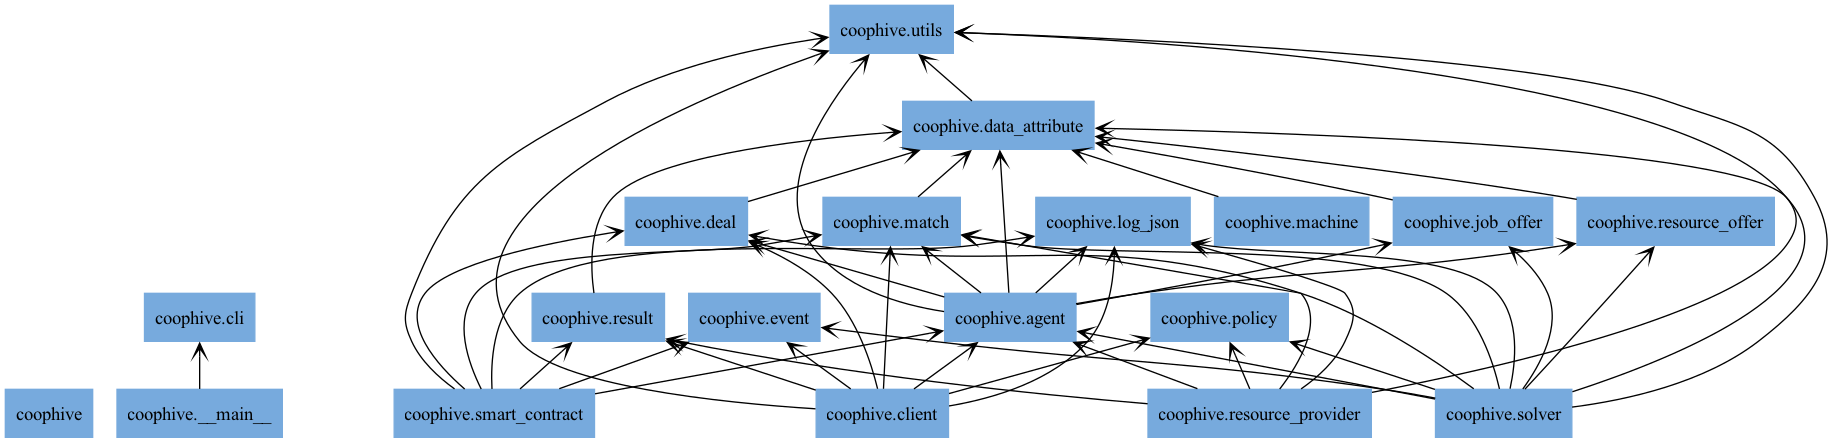 coophive.utils
coophive.data_attribute
coophive.deal
coophive.match
coophive.log_json
coophive.machine
coophive.job_offer
coophive.resource_offer
coophive.cli
coophive.result
coophive.event
coophive.agent
coophive.policy
coophive
coophive.__main__
coophive.smart_contract
coophive.client
coophive.resource_provider
coophive.solver